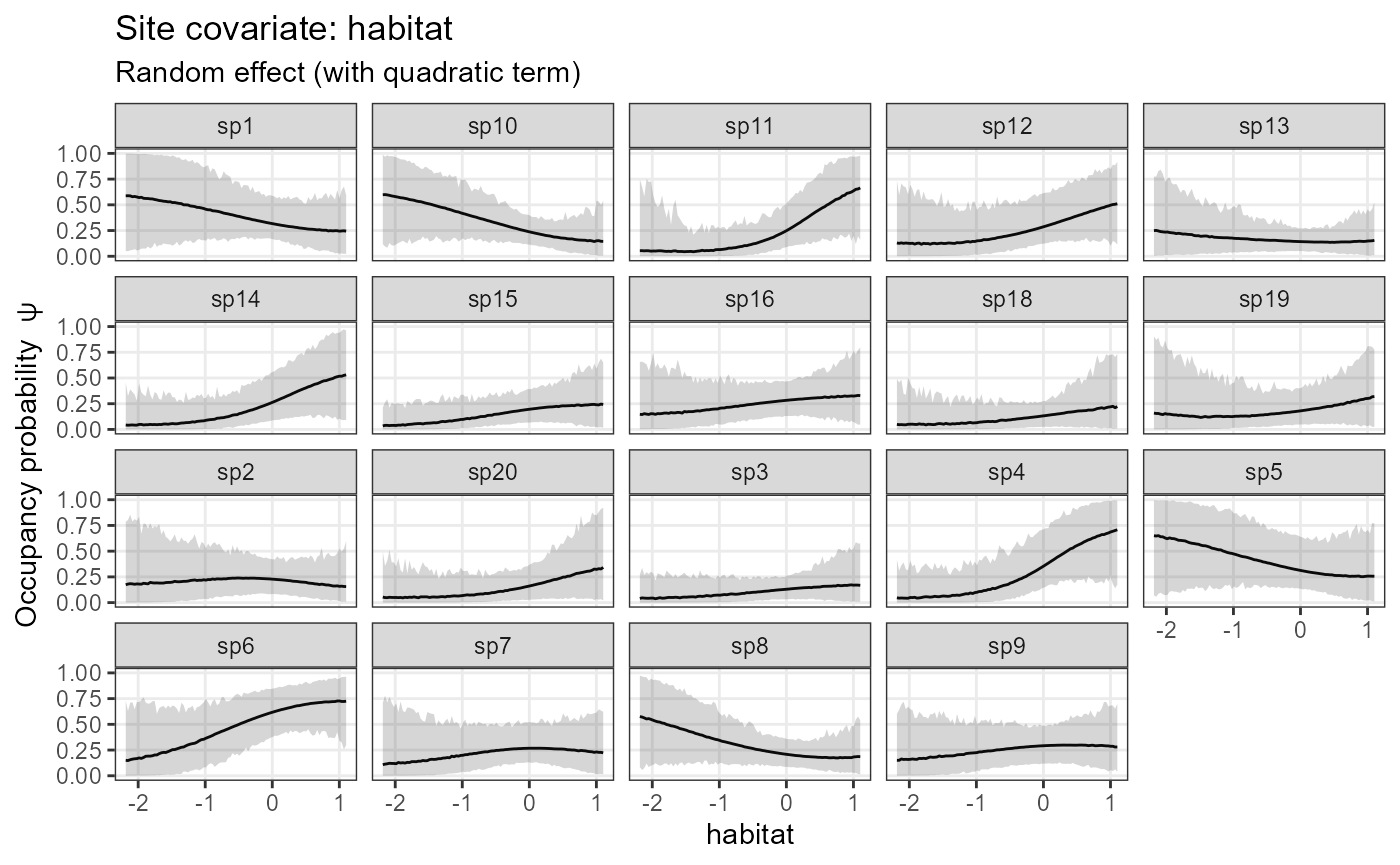 Site covariate: habitat
Random effect (with quadratic term)
sp1 sp10 sp11 sp12 sp13
1.00
0.75
0.50
0.25
0.00
sp14 sp15 sp16 sp18 sp19
1.00
0.75
0.50
0.25
0.00
sp2 sp20 sp3 sp4 sp5
1.00
0.75
0.50
0.25
0.00
-2 -1 0 1
sp6 sp7 sp8 sp9
1.00
0.75
0.50
0.25
0.00
-2 -1 0 1 -2 -1 0 1 -2 -1 0 1 -2 -1 0 1
habitat
Occupancy probability ψ